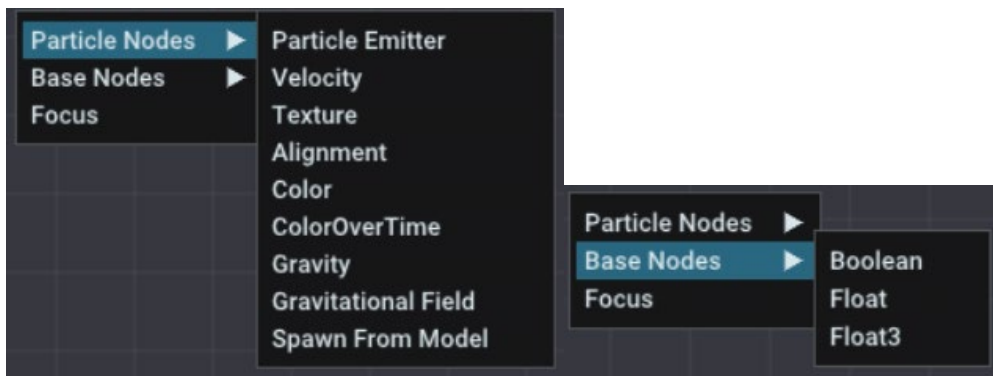 Particle Nodes ▶
Base Nodes ▶
Focus
Particle Emitter
Velocity
Texture
Alignment
Color
ColorOverTime
Gravity
Gravitational Field
Spawn From Model
Particle Nodes ▶
Base Nodes ▶
Focus
Boolean
Float
Float3